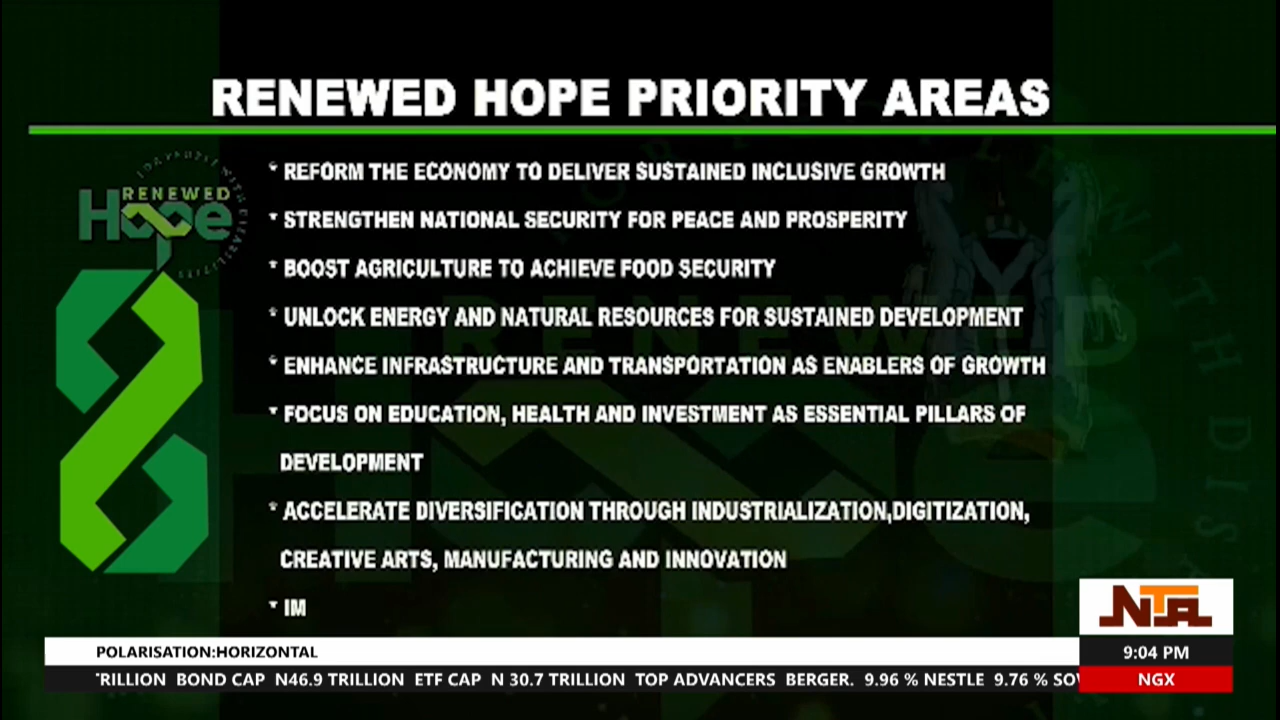 RENEWED HOPE PRIORITY AREAS
* REFORM THE ECONOMY TO DELIVER SUSTAINED INCLUSIVE GROWTH
RENEWED
Hope
* STRENGTHEN NATIONAL SECURITY FOR PEACE AND PROSPERITY
* BOOST AGRICULTURE TO ACHIEVE FOOD SECURITY
* UNLOCK ENERGY AND NATURAL RESOURCES FOR SUSTAINED DEVELOPMENT
* ENHANCE INFRASTRUCTURE AND TRANSPORTATION AS ENABLERS OF GROWTH
* FOCUS ON EDUCATION, HEALTH AND INVESTMENT AS ESSENTIAL PILLARS OF
DEVELOPMENT
* ACCELERATE DIVERSIFICATION THROUGH INDUSTRIALIZATION,DIGITIZATION,
CREATIVE ARTS, MANUFACTURING AND INNOVATION
* IM
NTA
POLARISATION:HORIZONTAL
9:04 PM
RILLION BOND CAP N46.9 TRILLION ETF CAP N 30.7 TRILLION TOP ADVANCERS BERGER. 9.96 % NESTLE 9.76 % SO
NGX